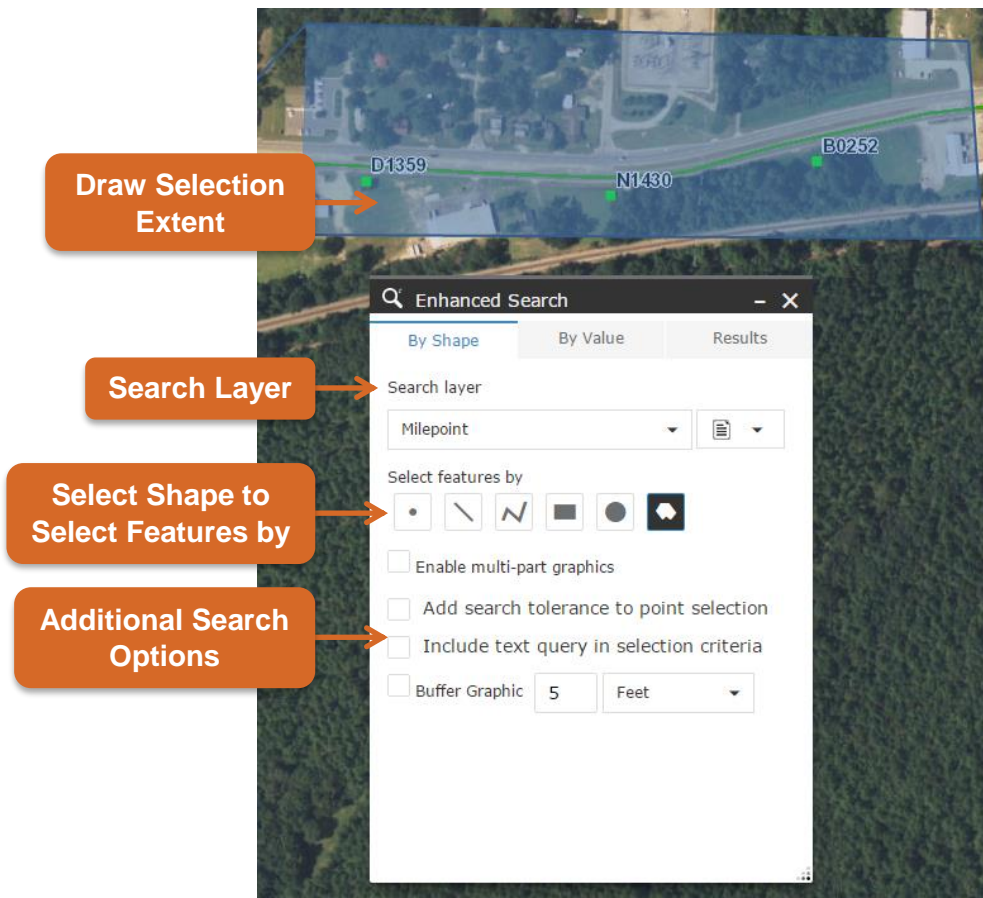 D1359
N1430
B0252
Draw Selection
Extent
Enhanced Search
By Shape
By Value
Results
Search Layer
Search layer
Milepoint
Select Shape to
Select Features by
Select features by
Enable multi-part graphics
Additional Search
Options
Add search tolerance to point selection
Include text query in selection criteria
Buffer Graphic 5 Feet